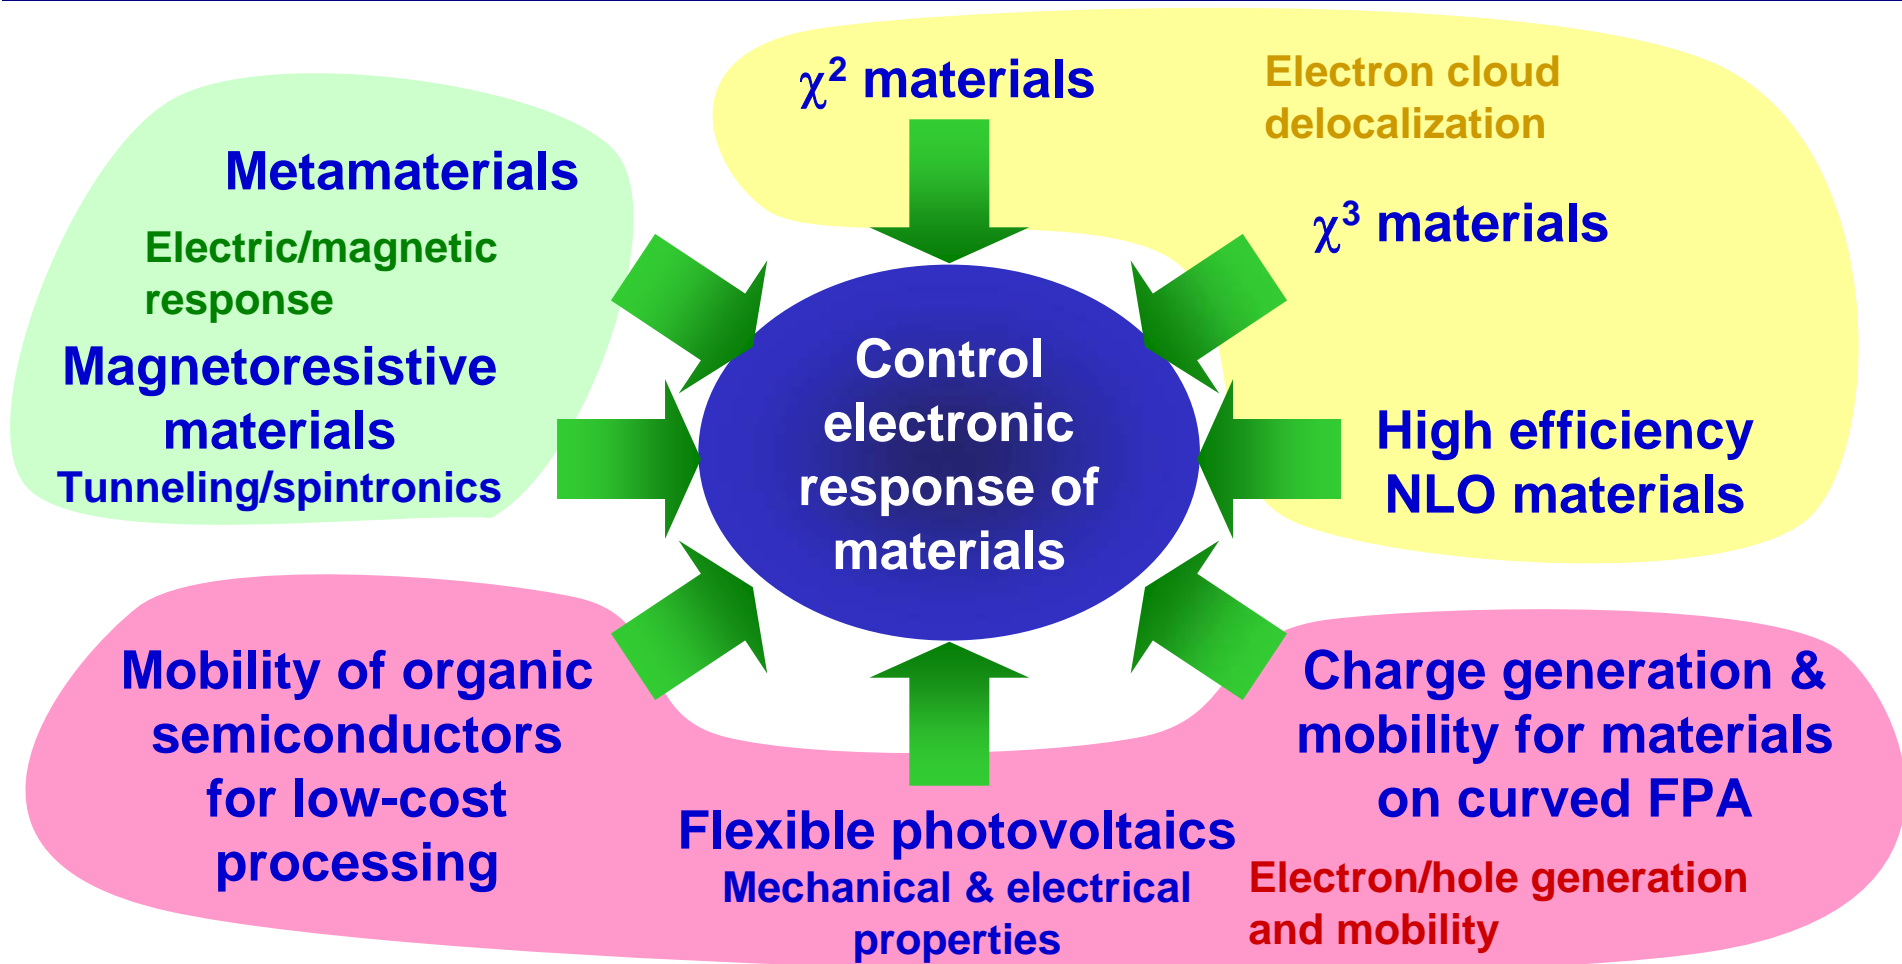 χ² materials
Electron cloud
delocalization
Metamaterials
χ³ materials
Electric/magnetic
response
Magnetoresistive
materials
Tunneling/spintronics
Control
electronic
response of
materials
High efficiency
NLO materials
Mobility of organic
semiconductors
for low-cost
processing
Flexible photovoltaics
Mechanical & electrical
properties
Charge generation &
mobility for materials
on curved FPA
Electron/hole generation
and mobility